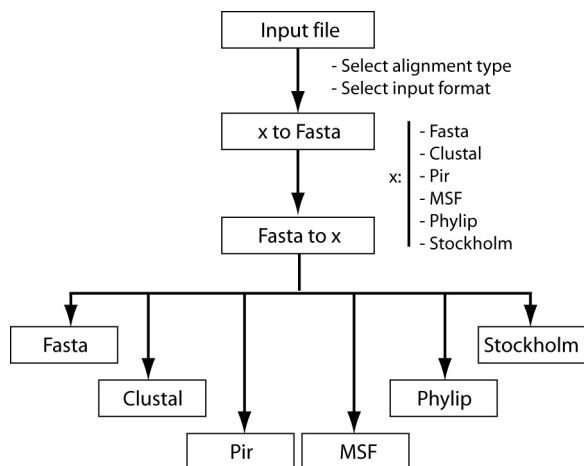 Input file
- Select alignment type
- Select input format
x to Fasta
x:
- Fasta
- Clustal
- Pir
- MSF
- Phylip
- Stockholm
Fasta to x
Fasta
Stockholm
Clustal
Phylip
Pir
MSF